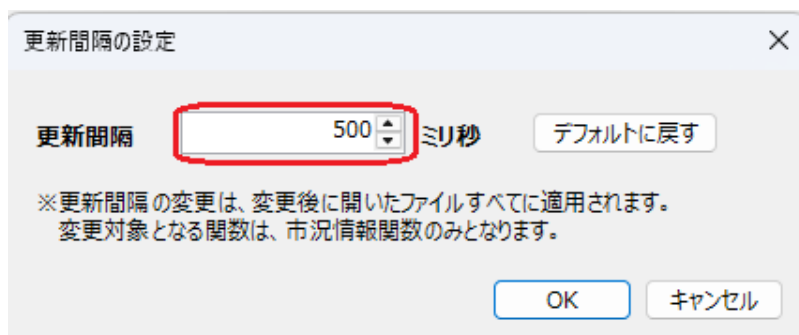 更新間隔の設定
更新間隔 500 ミリ秒 デフォルトに戻す
※更新間隔の変更は、変更後に開いたファイルすべてに適用されます。
変更対象となる関数は、市況情報関数のみとなります。
OK キャンセル